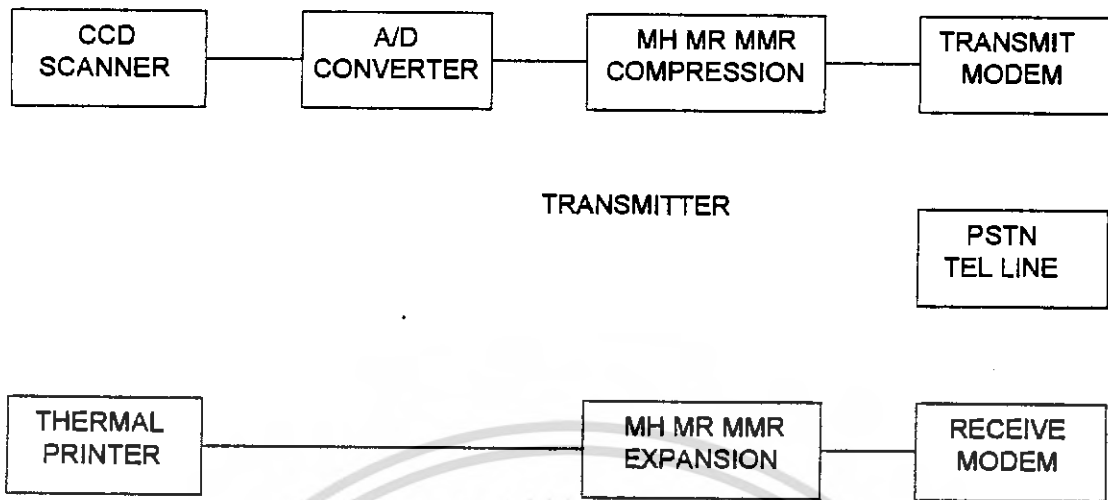 CCD
SCANNER
A/D
CONVERTER
MH MR MMR
COMPRESSION
TRANSMIT
MODEM
TRANSMITTER
PSTN
TEL LINE
THERMAL
PRINTER
MH MR MMR
EXPANSION
RECEIVE
MODEM